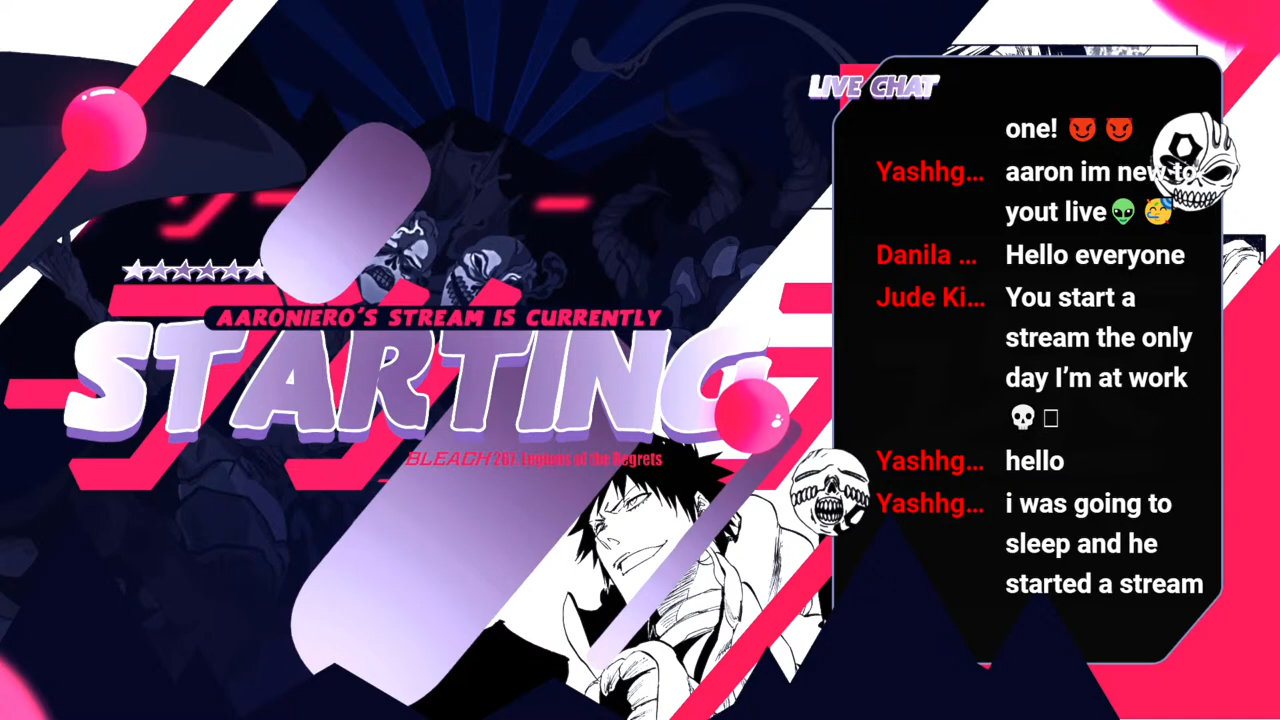 LIVE CHAT
one! 😈 😈
Yashhg... aaron im new to
yout live👽 🥳
Danila ... Hello everyone
Jude Ki... You start a
stream the only
day I’m at work
💀
Yashhg... hello
Yashhg... i was going to
sleep and he
started a stream
AARONIERO'S STREAM IS CURRENTLY
STARTING
BLEACH 267 Legions of the Regrets